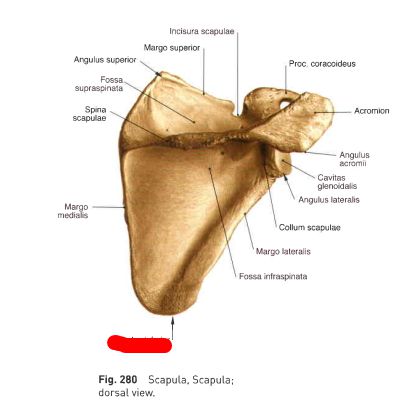 Incisura scapulae
Margo superior
Angulus superior
Proc. coracoideus
Fossa
supraspinata
Acromion
Spina
scapulae
Angulus
acromii
Cavitas
glenoidalis
Angulus lateralis
Margo
medialis
Collum scapulae
Margo lateralis
Fossa infraspinata
Fig. 280 Scapula, Scapula;
dorsal view.